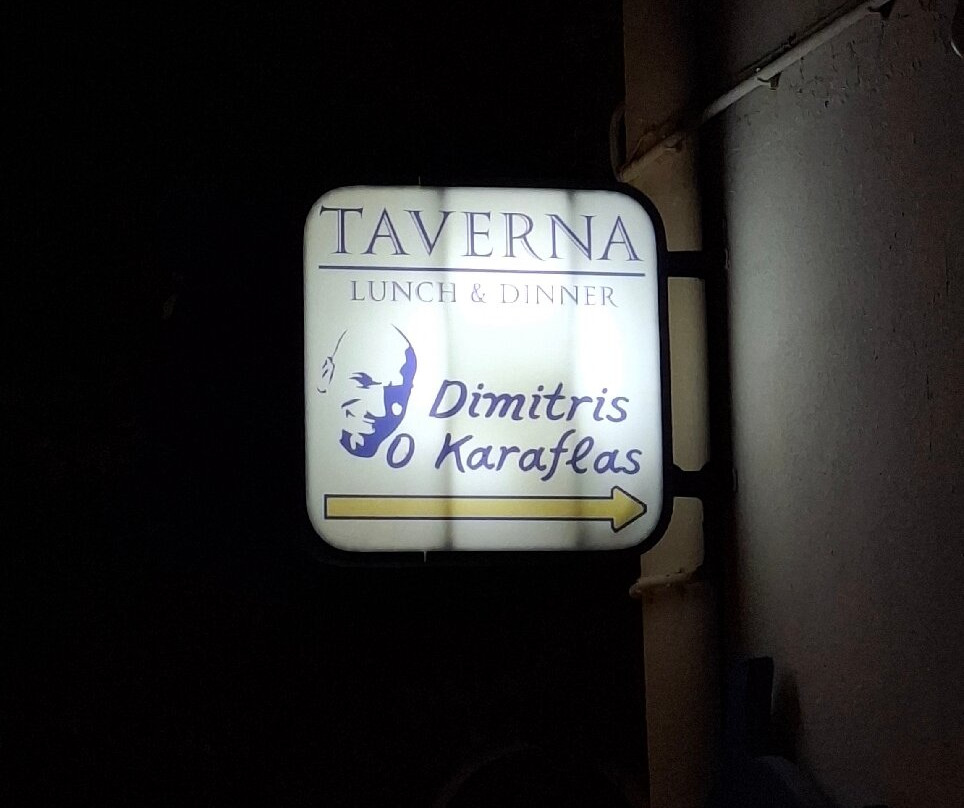 TAVERNA
LUNCH & DINNER
Dimitris
O Karaflas